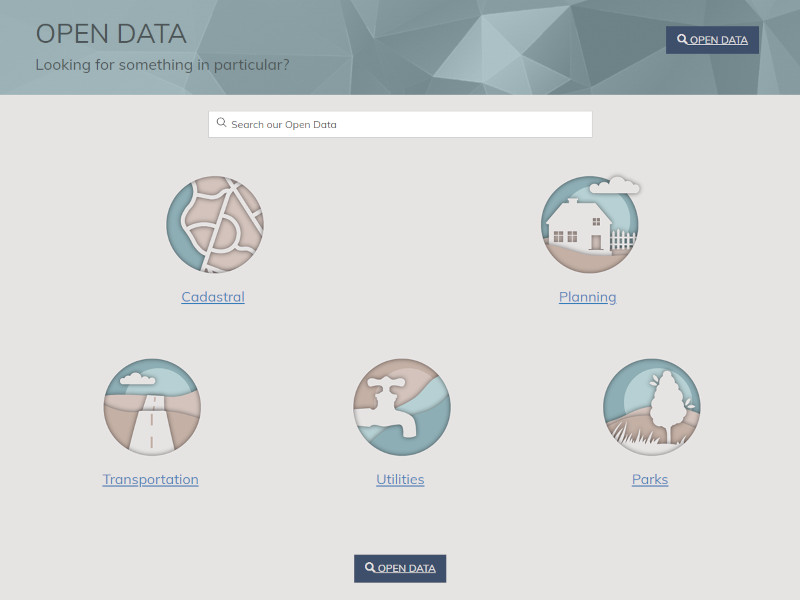 OPEN DATA
Looking for something in particular?
OPEN DATA
Search our Open Data
Cadastral
Planning
Transportation
Utilities
Parks
OPEN DATA